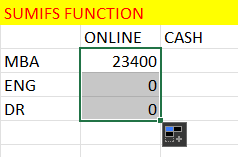 SUMIFS FUNCTION
ONLINE CASH
MBA 23400
ENG 0
DR 0